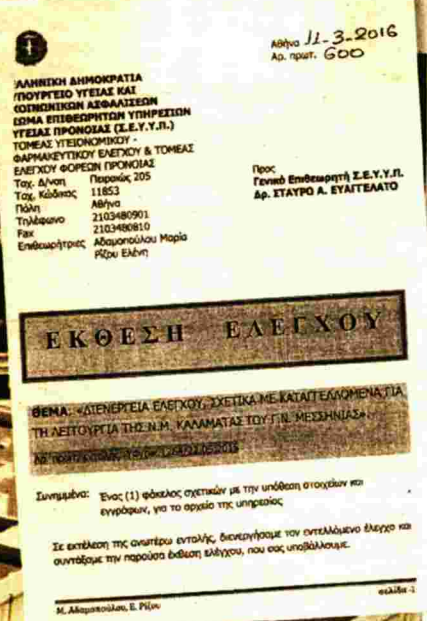 Αθήνα 11-3-2016
Αρ. πρωτ. 600
ΕΛΛΗΝΙΚΗ ΔΗΜΟΚΡΑΤΙΑ
ΥΠΟΥΡΓΕΙΟ ΥΓΕΙΑΣ ΚΑΙ
ΚΟΙΝΩΝΙΚΩΝ ΑΣΦΑΛΙΣΕΩΝ
ΣΩΜΑ ΕΠΙΘΕΩΡΗΤΩΝ ΥΠΗΡΕΣΙΩΝ
ΥΓΕΙΑΣ ΠΡΟΝΟΙΑΣ (Σ.Ε.Υ.Υ.Π.)
ΤΟΜΕΑΣ ΥΓΕΙΟΝΟΜΙΚΟΥ -
ΦΑΡΜΑΚΕΥΤΙΚΟΥ ΕΛΕΓΧΟΥ & ΤΟΜΕΑΣ
ΕΛΕΓΧΟΥ ΦΟΡΕΩΝ ΠΡΟΝΟΙΑΣ
Ταχ. Δ/νση Πειραιώς 205
Ταχ. Κώδικας 11853
Πόλη Αθήνα
Τηλέφωνο 2103480901
Fax 2103480810
Επιθεωρήτριες Αδαμοπούλου Μαρία
Ρίζου Ελένη
Προς
Γενικό Επιθεωρητή Σ.Ε.Υ.Υ.Π.
Δρ. ΣΤΑΥΡΟ Α. ΕΥΑΓΓΕΛΑΤΟ
ΕΚΘΕΣΗ ΕΛΕΓΧΟΥ
ΘΕΜΑ: «ΔΙΕΝΕΡΓΕΙΑ ΕΛΕΓΧΟΥ, ΣΧΕΤΙΚΑ ΜΕ ΚΑΤΑΓΓΕΛΛΟΜΕΝΑ ΓΙΑ
ΤΗ ΛΕΙΤΟΥΡΓΙΑ ΤΗΣ Ν.Μ. ΚΑΛΑΜΑΤΑΣ ΤΟΥ Γ.Ν. ΜΕΣΣΗΝΙΑΣ».
Συνημμένα: Ένας (1) φάκελος σχετικών με την υπόθεση στοιχείων και
εγγράφων, για το αρχείο της υπηρεσίας
Σε εκτέλεση της ανωτέρω εντολής, διενεργήσαμε τον εντελλόμενο έλεγχο και
συντάξαμε την παρούσα έκθεση ελέγχου, που σας υποβάλλουμε.
Μ. Αδαμοπούλου, Ε. Ρίζου
σελίδα -1